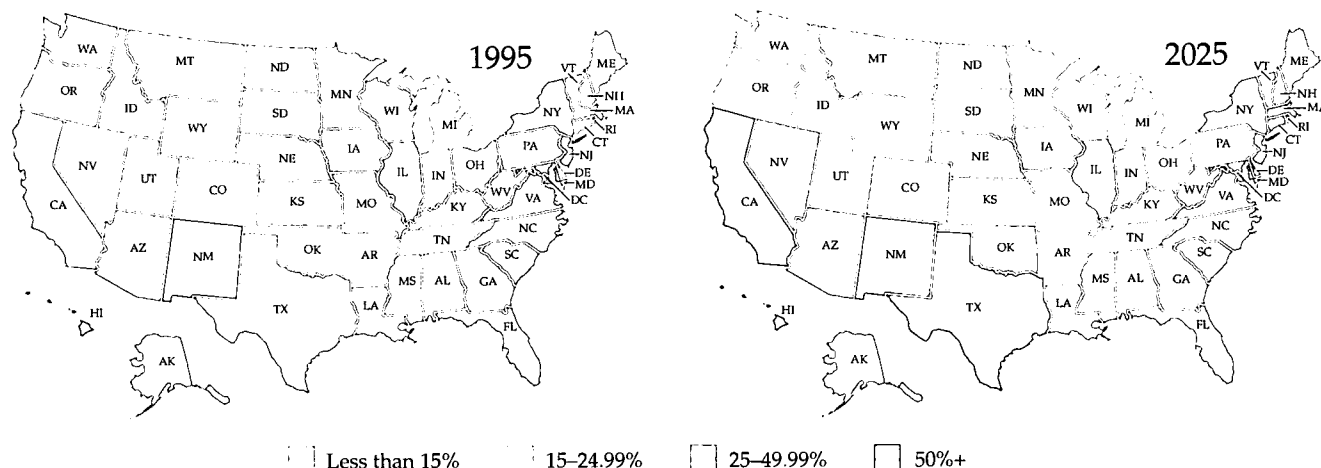 1995
WA
MT
ND
MN
OR
ID
SD
WI
MI
NY
VT
ME
NH
MA
RI
CT
WY
NE
IA
PA
NJ
NV
UT
CO
IL
IN
OH
DE
MD
DC
WV
VA
CA
KS
MO
KY
NC
AZ
NM
OK
AR
TN
SC
TX
LA
MS
AL
GA
FL
HI
AK
2025
WA
MT
ND
MN
OR
ID
SD
WI
MI
NY
VT
ME
NH
MA
RI
CT
WY
NE
IA
PA
NJ
NV
UT
CO
IL
IN
OH
DE
MD
DC
WV
VA
CA
KS
MO
KY
NC
AZ
NM
OK
AR
TN
SC
TX
LA
MS
AL
GA
FL
HI
AK
Less than 15% 15–24.99% 25–49.99% 50%+